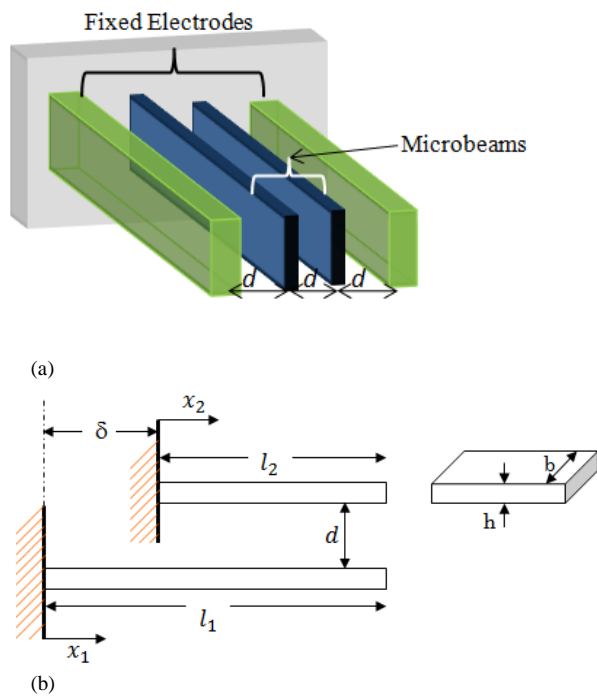 Fixed Electrodes
Microbeams
d d d
(a)
δ
x₂
l₂
b
h
d
l₁
x₁
(b)